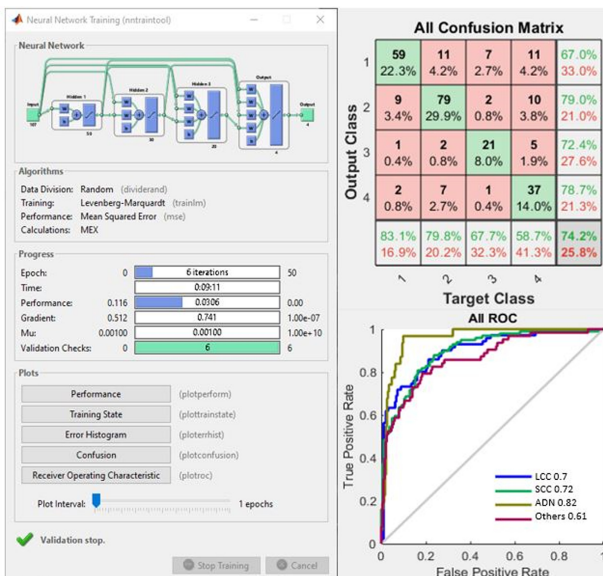 Neural Network Training (nntraintool)
Neural Network
Hidden 1
Hidden 2
Hidden 3
Output
Input
Output
W
b
+
4
20
4
Algorithms
Data Division: Random (dividerand)
Training: Levenberg-Marquardt (trainlm)
Performance: Mean Squared Error (mse)
Calculations: MEX
Progress
Epoch: 0 6 iterations 50
Time: 0:09:11
Performance: 0.116 0.0306 0.00
Gradient: 0.512 0.741 1.00e-07
Mu: 0.00100 0.00100 1.00e+10
Validation Checks: 0 6 6
Plots
Performance (plotperform)
Training State (plottrainstate)
Error Histogram (ploterrhist)
Confusion (plotconfusion)
Receiver Operating Characteristic (plotroc)
Plot Interval: 1 epochs
Validation stop.
Stop Training Cancel
All Confusion Matrix
Output Class
1 59 11 7 11 67.0%
22.3% 4.2% 2.7% 4.2% 33.0%
2 9 79 2 10 79.0%
3.4% 29.9% 0.8% 3.8% 21.0%
3 1 2 21 5 72.4%
0.4% 0.8% 8.0% 1.9% 27.6%
4 2 7 1 37 78.7%
0.8% 2.7% 0.4% 14.0% 21.3%
83.1% 79.8% 67.7% 58.7% 74.2%
16.9% 20.2% 32.3% 41.3% 25.8%
1 2 3 4
Target Class
All ROC
True Positive Rate
1
0.8
0.6
0.4
0.2
0
LCC 0.7
SCC 0.72
ADN 0.82
Others 0.61
0 0.2 0.4 0.6 0.8 1
False Positive Rate